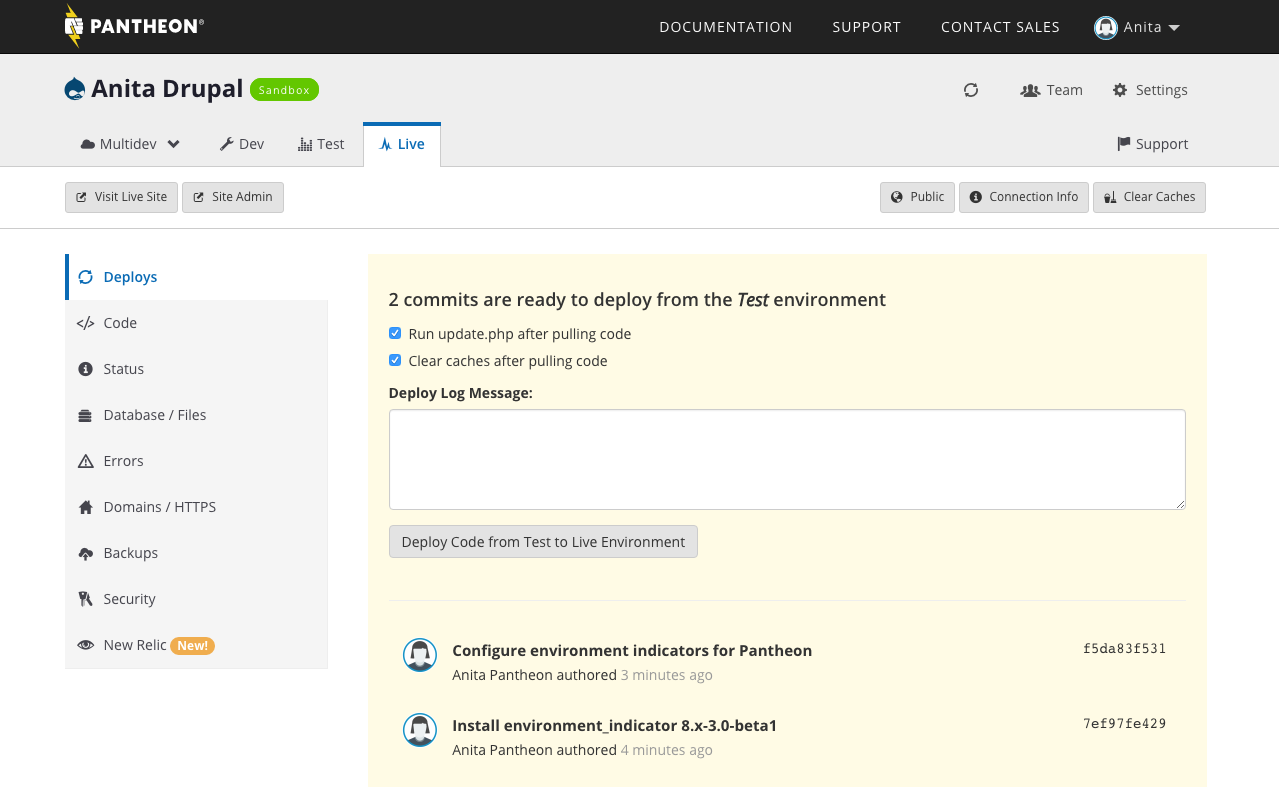 PANTHEON®
DOCUMENTATION
SUPPORT
CONTACT SALES
Anita
Anita Drupal
Sandbox
Team
Settings
Multidev
Dev
Test
Live
Support
Visit Live Site
Site Admin
Public
Connection Info
Clear Caches
Deploys
Code
Status
Database / Files
Errors
Domains / HTTPS
Backups
Security
New Relic New!
2 commits are ready to deploy from the Test environment
Run update.php after pulling code
Clear caches after pulling code
Deploy Log Message:
Deploy Code from Test to Live Environment
Configure environment indicators for Pantheon
f5da83f531
Anita Pantheon authored 3 minutes ago
Install environment_indicator 8.x-3.0-beta1
7ef97fe429
Anita Pantheon authored 4 minutes ago